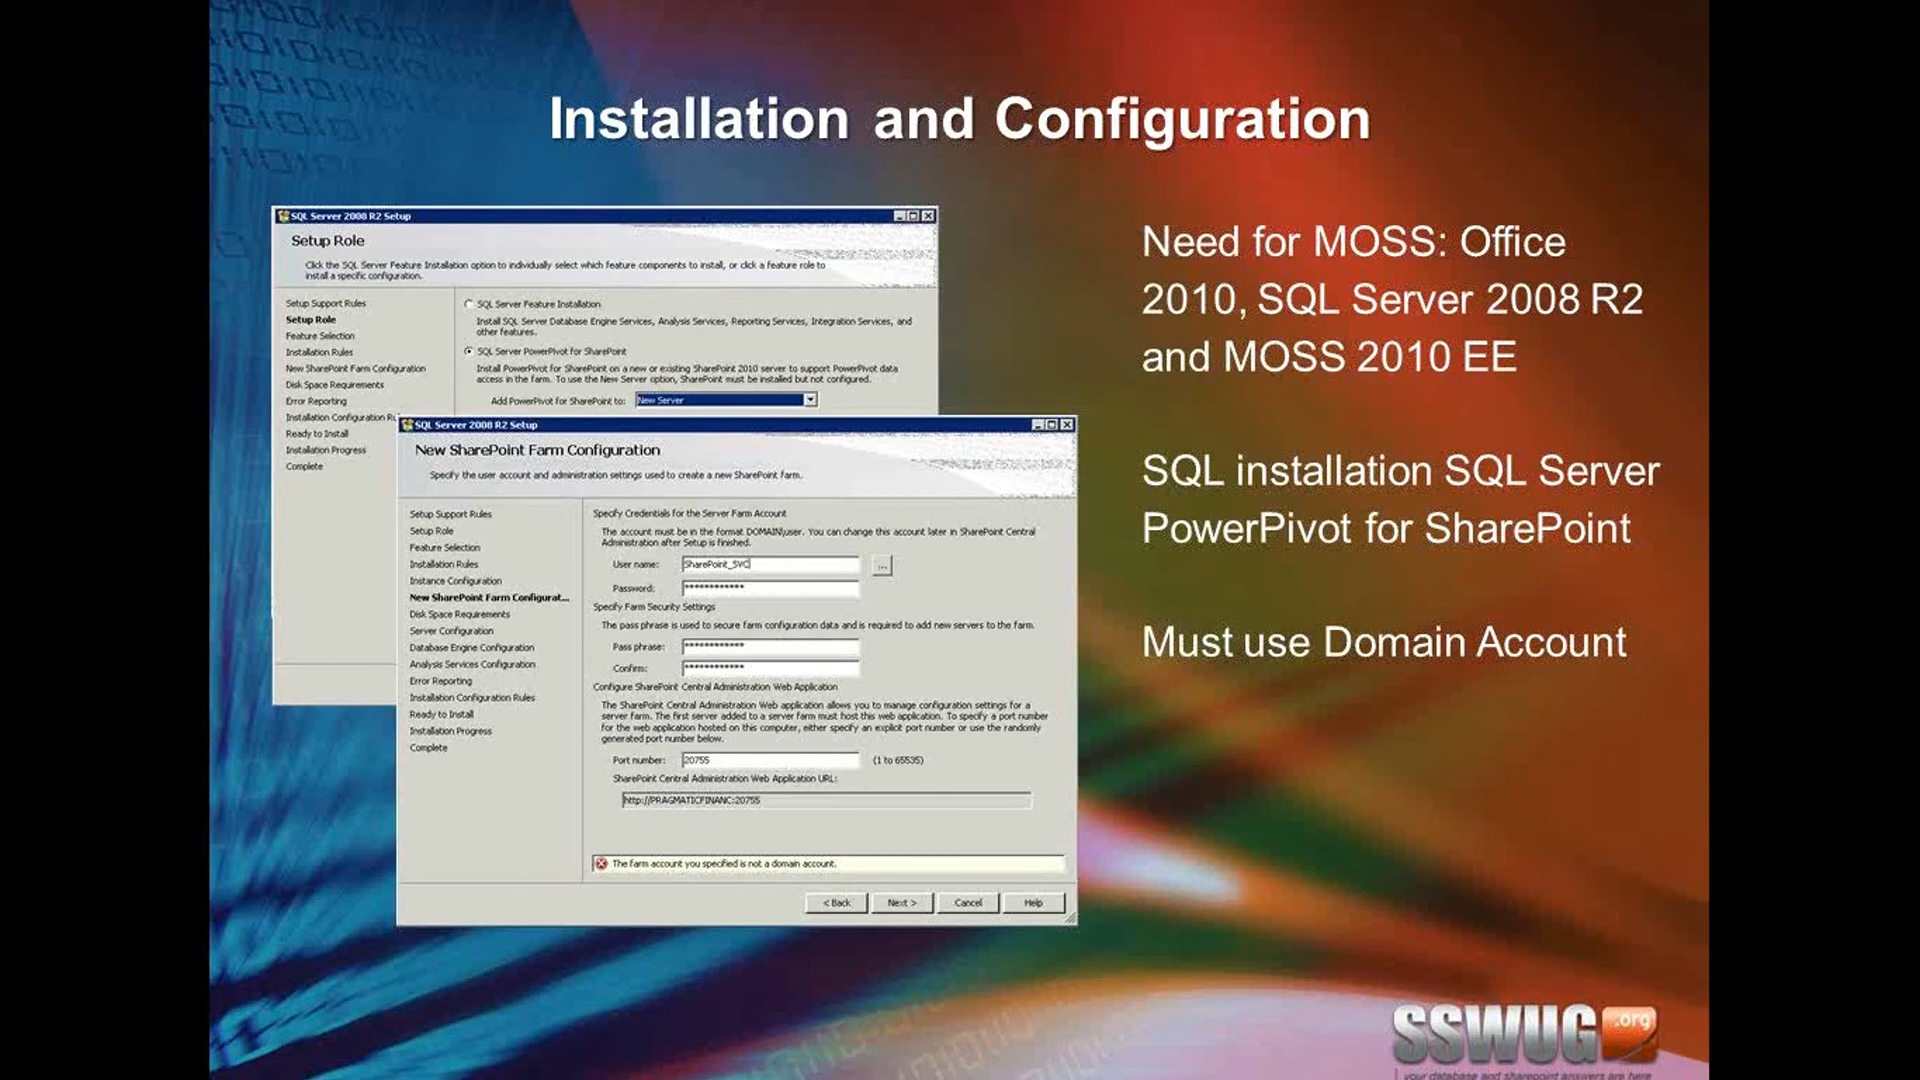 Installation and Configuration
SQL Server 2008 R2 Setup
Setup Role
Click the SQL Server Feature Installation option to individually select which feature components to install, or click a feature role to
install a specific configuration.
Setup Support Rules
Setup Role
Feature Selection
Installation Rules
New SharePoint Farm Configuration
Disk Space Requirements
Error Reporting
Installation Configuration Ru
Ready to Install
Installation Progress
Complete
SQL Server Feature Installation
Install SQL Server Database Engine Services, Analysis Services, Reporting Services, Integration Services, and
other features.
SQL Server PowerPivot for SharePoint
Install PowerPivot for SharePoint on a new or existing SharePoint 2010 server to support PowerPivot data
access in the farm. To use the New Server option, SharePoint must be installed but not configured.
Add PowerPivot for SharePoint to: New Server
SQL Server 2008 R2 Setup
New SharePoint Farm Configuration
Specify the user account and administration settings used to create a new SharePoint farm.
Setup Support Rules
Setup Role
Feature Selection
Installation Rules
Instance Configuration
New SharePoint Farm Configurat...
Disk Space Requirements
Server Configuration
Database Engine Configuration
Analysis Services Configuration
Error Reporting
Installation Configuration Rules
Ready to Install
Installation Progress
Complete
Specify Credentials for the Server Farm Account
The account must be in the format DOMAIN\user. You can change this account later in SharePoint Central
Administration after Setup is finished.
User name: SharePoint_SVC ...
Password: ************
Specify Farm Security Settings
The pass phrase is used to secure farm configuration data and is required to add new servers to the farm.
Pass phrase: ************
Confirm: ************
Configure SharePoint Central Administration Web Application
The SharePoint Central Administration Web application allows you to manage configuration settings for a
server farm. The first server added to a server farm must host this web application. To specify a port number
for the web application hosted on this computer, either specify an explicit port number or use the randomly
generated port number below.
Port number: 20755 (1 to 65535)
SharePoint Central Administration Web Application URL:
http://PRAGMATICFINANC:20755
The farm account you specified is not a domain account.
< Back Next > Cancel Help
Need for MOSS: Office
2010, SQL Server 2008 R2
and MOSS 2010 EE
SQL installation SQL Server
PowerPivot for SharePoint
Must use Domain Account
SSWUG.org
your database and sharepoint answers are here